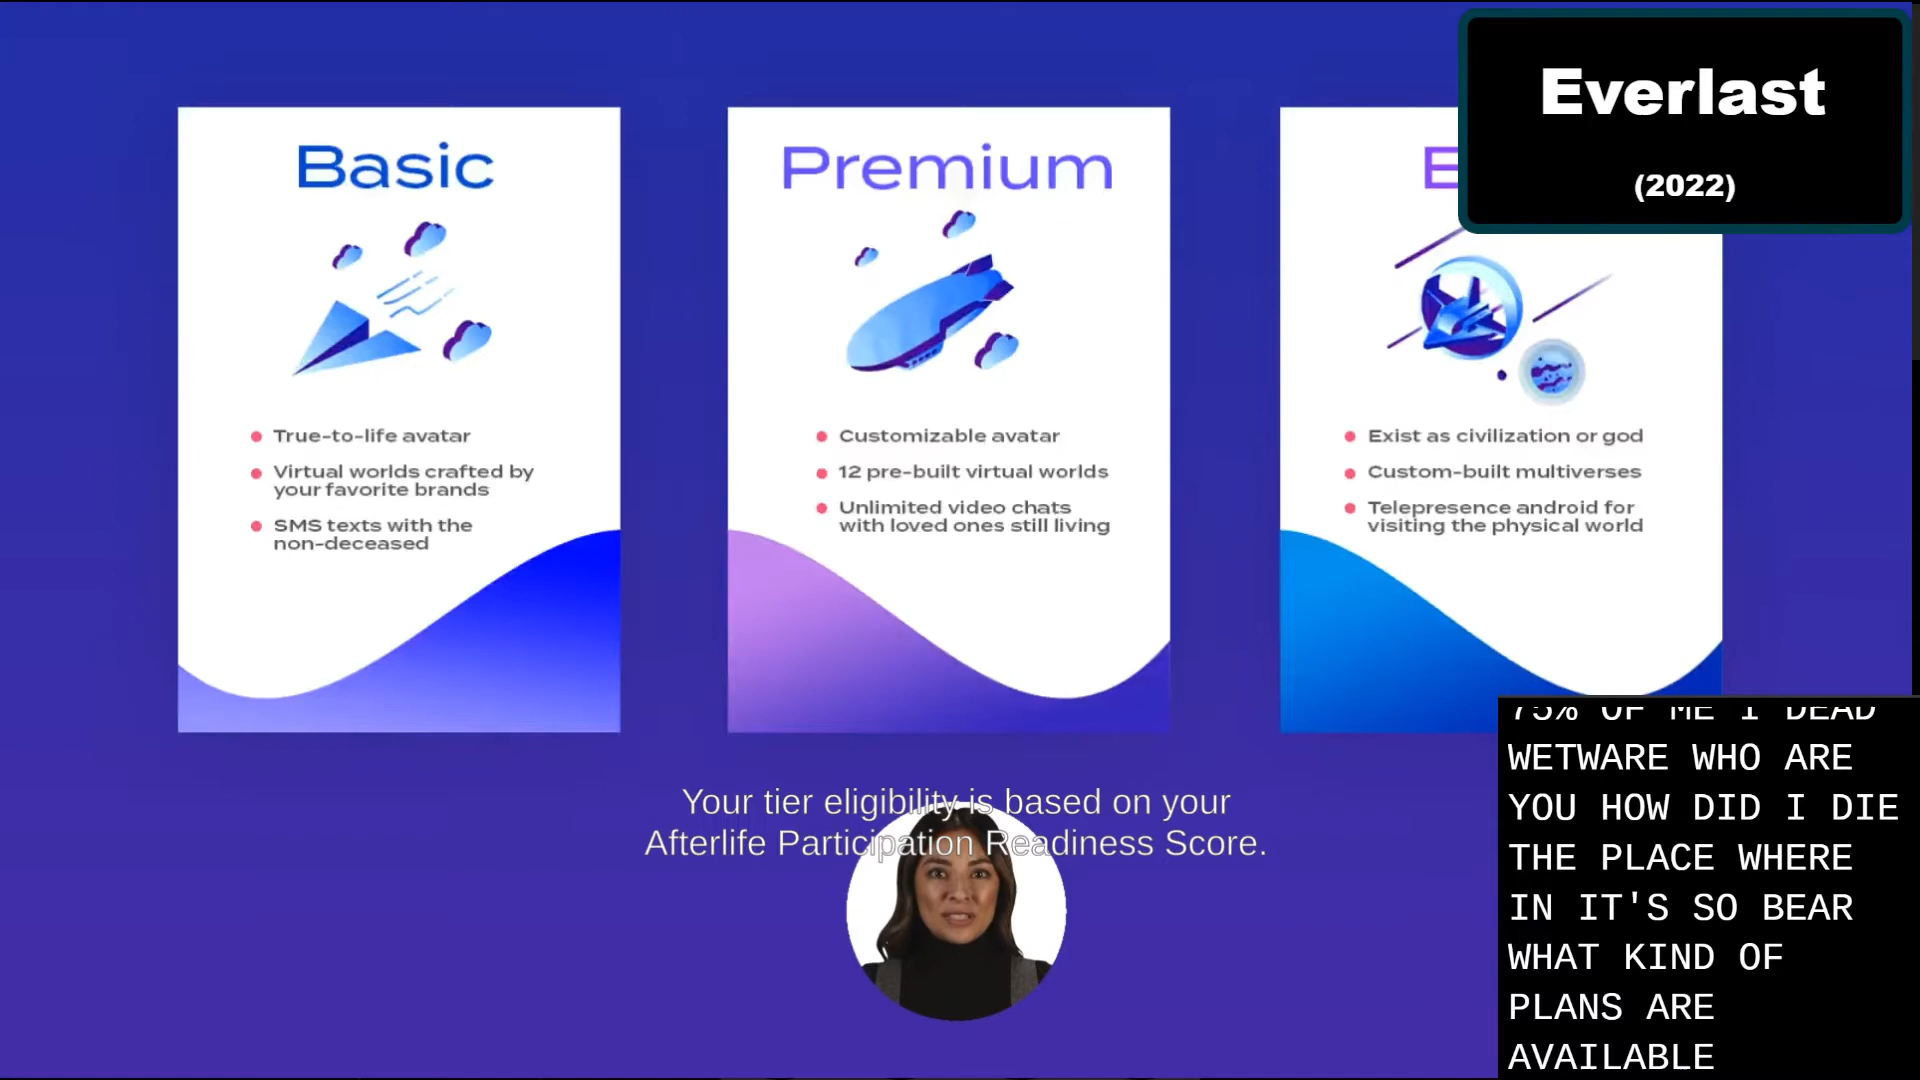 Everlast
(2022)
Basic
True-to-life avatar
Virtual worlds crafted by
your favorite brands
SMS texts with the
non-deceased
Premium
Customizable avatar
12 pre-built virtual worlds
Unlimited video chats
with loved ones still living
E
Exist as civilization or god
Custom-built multiverses
Telepresence android for
visiting the physical world
Your tier eligibility is based on your
Afterlife Participation Readiness Score.
75% OF ME I DEAD
WETWARE WHO ARE
YOU HOW DID I DIE
THE PLACE WHERE
IN IT'S SO BEAR
WHAT KIND OF
PLANS ARE
AVAILABLE